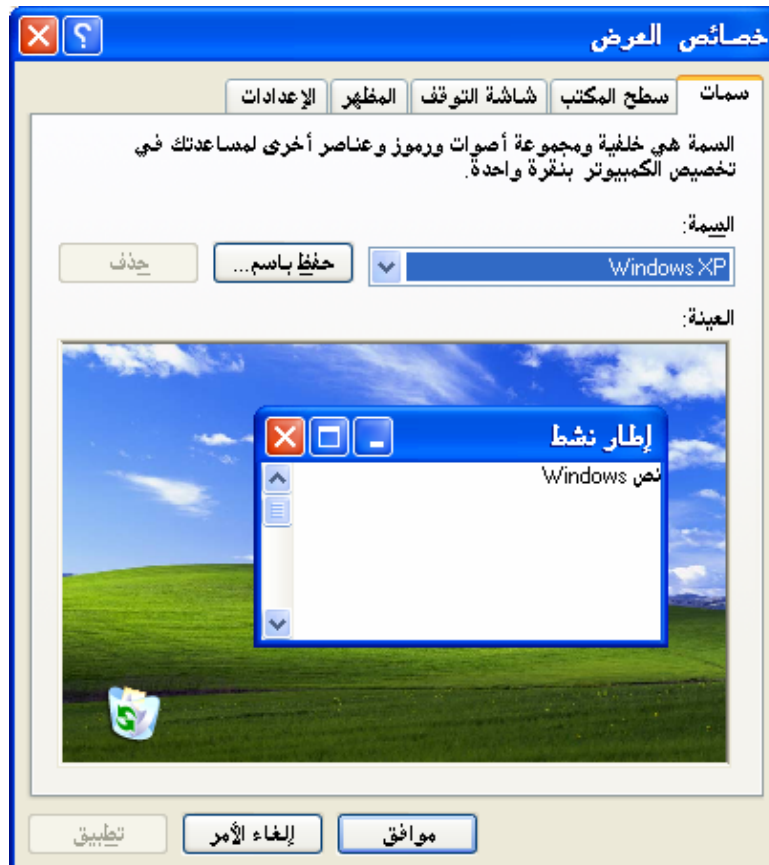 خصائص العرض
سمات
سطح المكتب
شاشة التوقف
المظهر
الإعدادات
السمة هي خلفية ومجموعة أصوات ورموز وعناصر أخرى لمساعدتك في
تخصيص الكمبيوتر بنقرة واحدة.
السمة:
Windows XP
حفظ باسم...
حذف
العينة:
إطار نشط
نص Windows
موافق
إلغاء الأمر
تطبيق